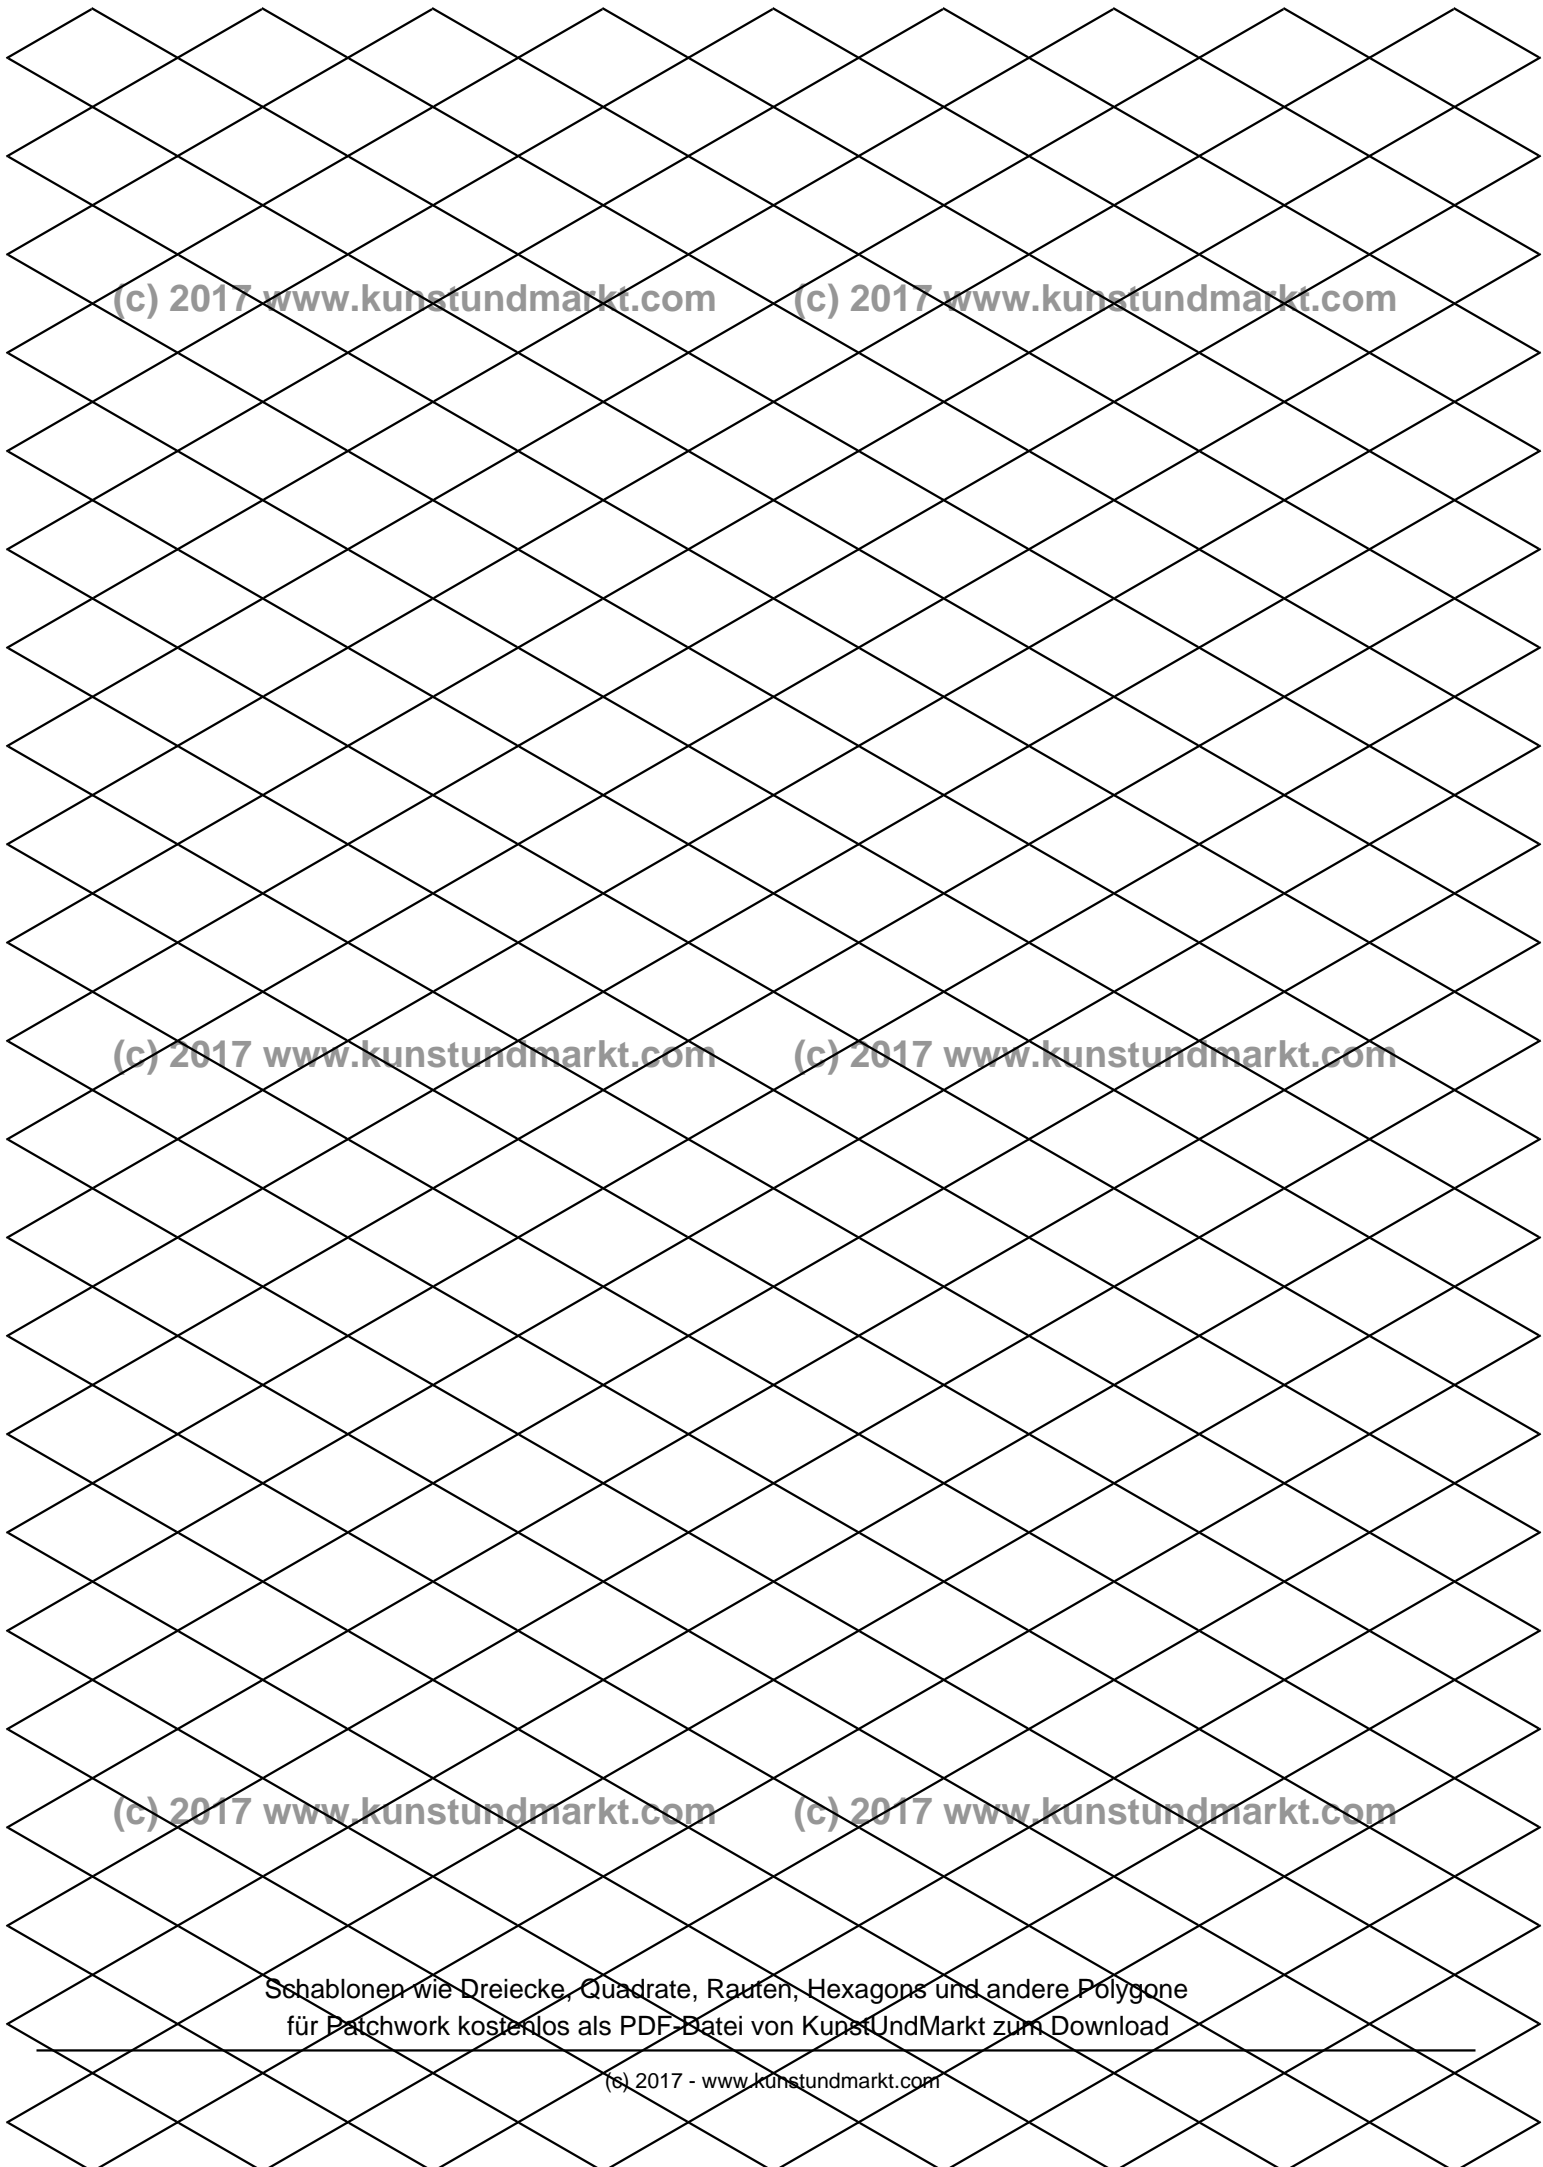 (c) 2017 www.kunstundmarkt.com (c) 2017 www.kunstundmarkt.com
(c) 2017 www.kunstundmarkt.com (c) 2017 www.kunstundmarkt.com
(c) 2017 www.kunstundmarkt.com (c) 2017 www.kunstundmarkt.com
Schablonen wie Dreiecke, Quadrate, Rauten, Hexagons und andere Polygone
für Patchwork kostenlos als PDF-Datei von KunstUndMarkt zum Download
(c) 2017 - www.kunstundmarkt.com